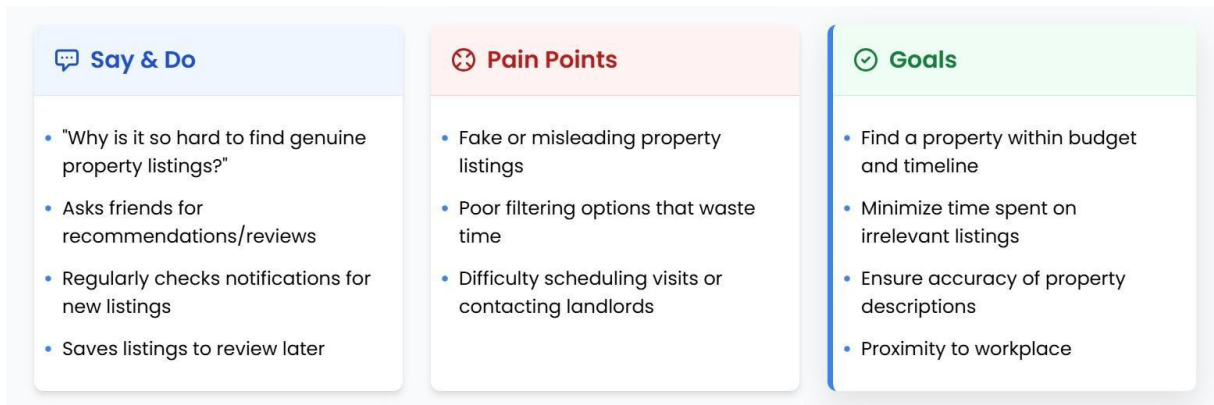 Say & Do
"Why is it so hard to find genuine
property listings?"
Asks friends for
recommendations/reviews
Regularly checks notifications for
new listings
Saves listings to review later
Pain Points
Fake or misleading property
listings
Poor filtering options that waste
time
Difficulty scheduling visits or
contacting landlords
Goals
Find a property within budget
and timeline
Minimize time spent on
irrelevant listings
Ensure accuracy of property
descriptions
Proximity to workplace